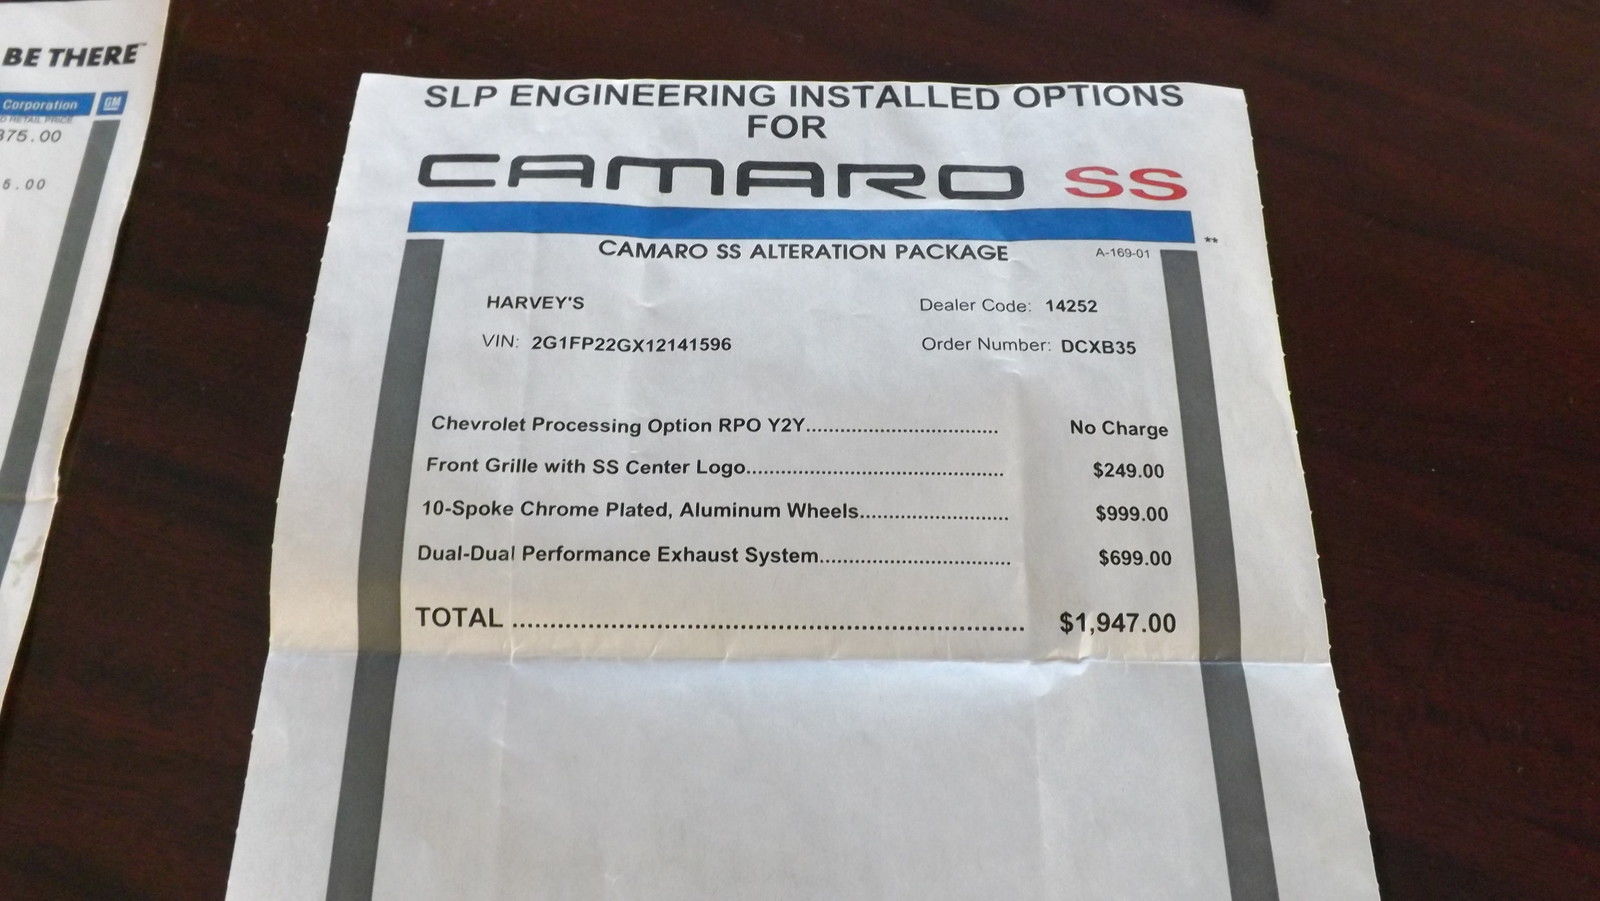 BE THERE™
Corporation GM
D RETAIL PRICE
375.00
5.00
SLP ENGINEERING INSTALLED OPTIONS
FOR
CAMARO SS
**
CAMARO SS ALTERATION PACKAGE A-169-01
HARVEY'S Dealer Code: 14252
VIN: 2G1FP22GX12141596 Order Number: DCXB35
Chevrolet Processing Option RPO Y2Y................................... No Charge
Front Grille with SS Center Logo............................................... $249.00
10-Spoke Chrome Plated, Aluminum Wheels........................... $999.00
Dual-Dual Performance Exhaust System.................................. $699.00
TOTAL .................................................................... $1,947.00